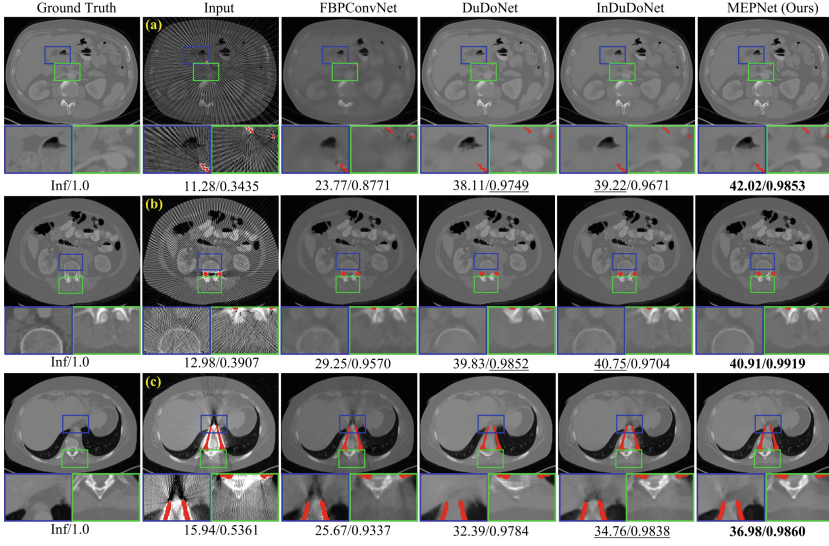 Ground Truth Input FBPConvNet DuDoNet InDuDoNet MEPNet (Ours)
(a)
Inf/1.0 11.28/0.3435 23.77/0.8771 38.11/0.9749 39.22/0.9671 42.02/0.9853
(b)
Inf/1.0 12.98/0.3907 29.25/0.9570 39.83/0.9852 40.75/0.9704 40.91/0.9919
(c)
Inf/1.0 15.94/0.5361 25.67/0.9337 32.39/0.9784 34.76/0.9838 36.98/0.9860